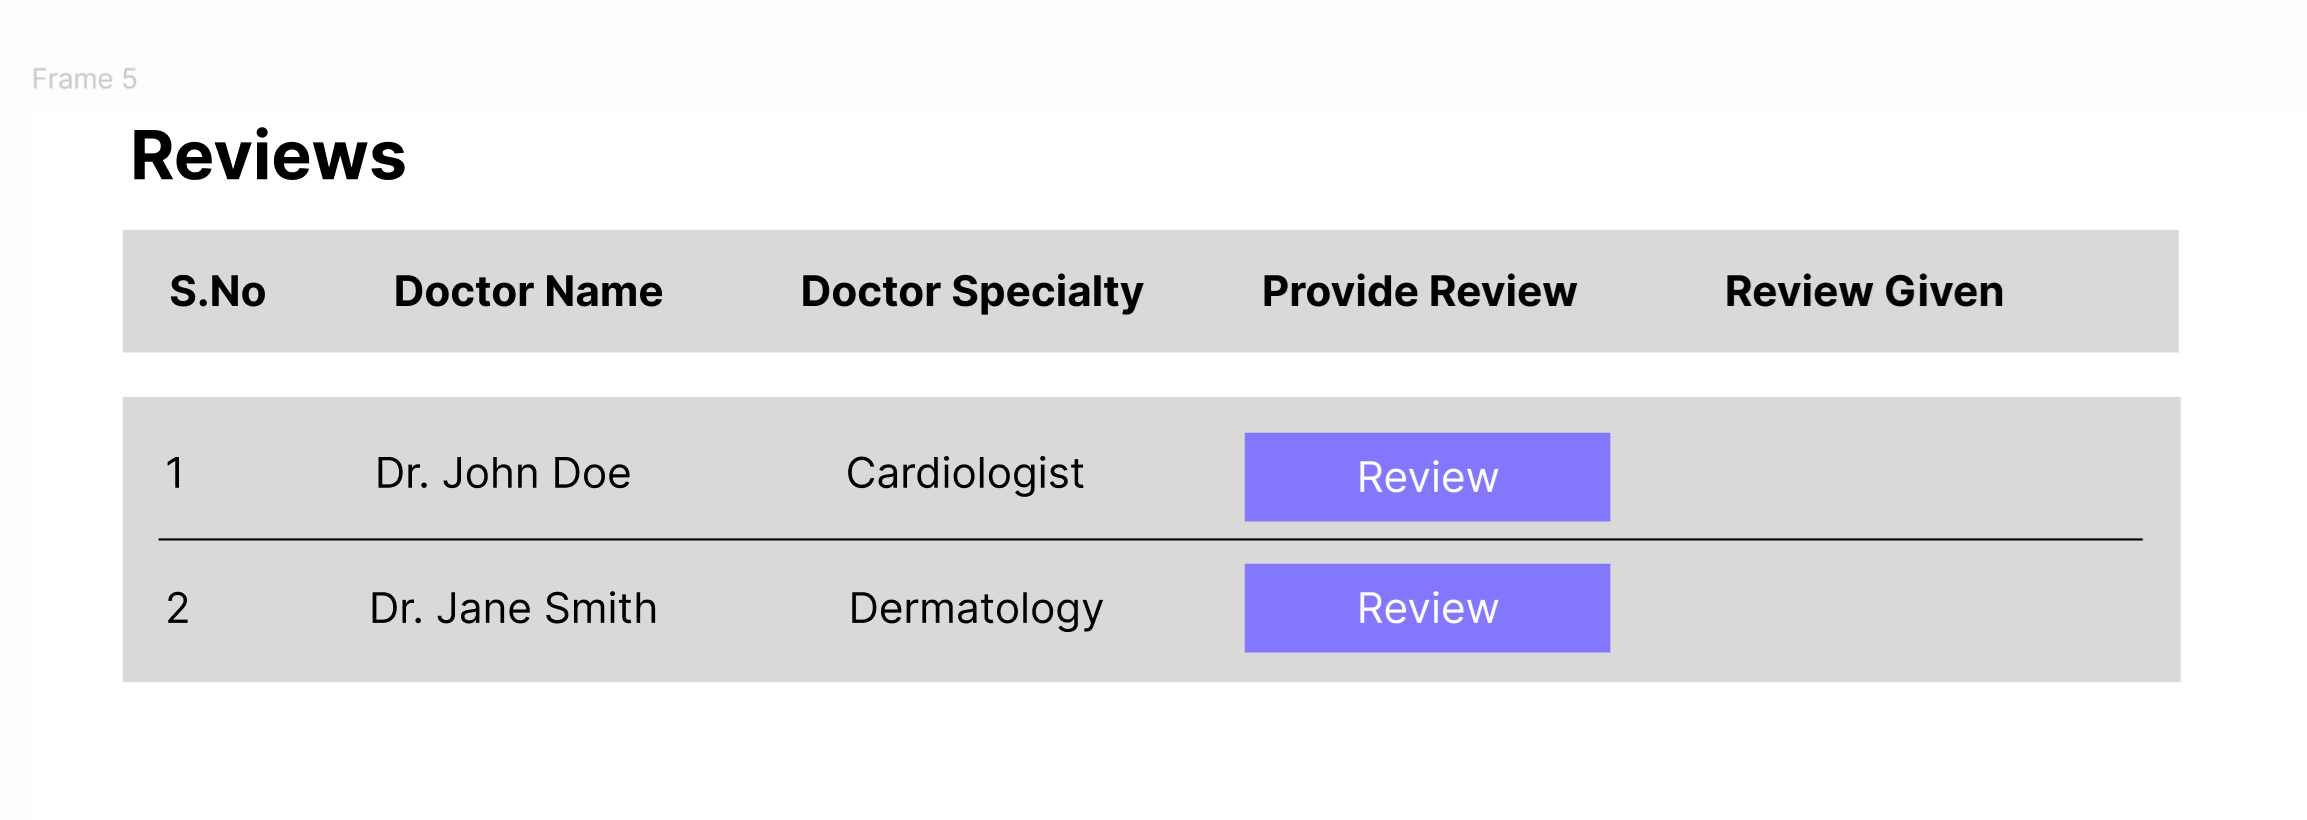 Frame 5
Reviews
S.No Doctor Name Doctor Specialty Provide Review Review Given
1 Dr. John Doe Cardiologist Review
2 Dr. Jane Smith Dermatology Review